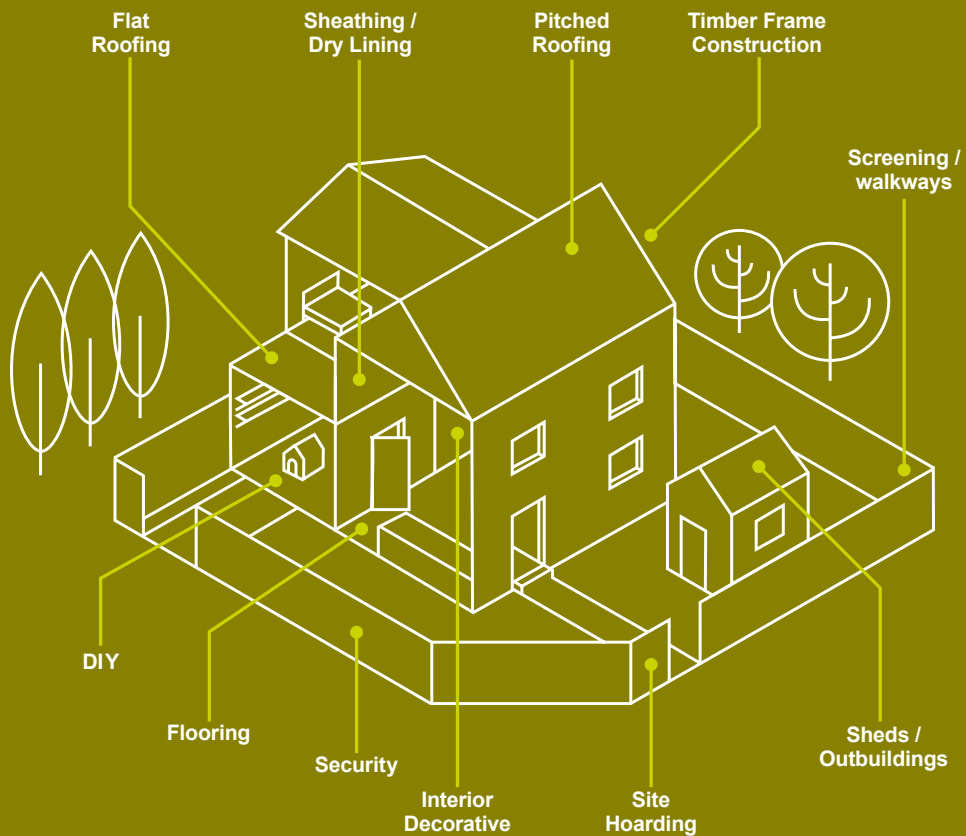 Flat
Roofing
Sheathing /
Dry Lining
Pitched
Roofing
Timber Frame
Construction
Screening /
walkways
DIY
Flooring
Security
Interior
Decorative
Site
Hoarding
Sheds /
Outbuildings